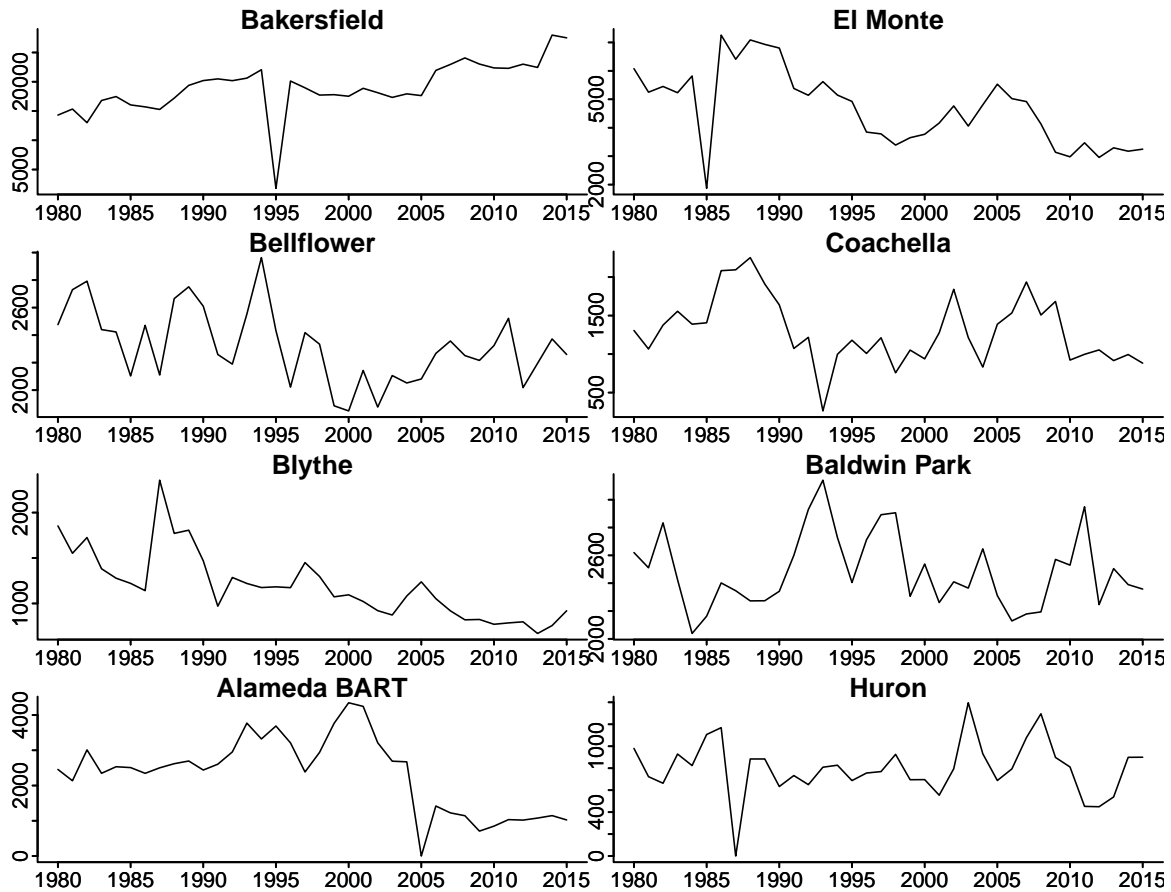 Bakersfield
5000 20000
1980 1985 1990 1995 2000 2005 2010 2015
El Monte
2000 5000
1980 1985 1990 1995 2000 2005 2010 2015
Bellflower
2000 2600
1980 1985 1990 1995 2000 2005 2010 2015
Coachella
500 1500
1980 1985 1990 1995 2000 2005 2010 2015
Blythe
1000 2000
1980 1985 1990 1995 2000 2005 2010 2015
Baldwin Park
2000 2600
1980 1985 1990 1995 2000 2005 2010 2015
Alameda BART
0 2000 4000
1980 1985 1990 1995 2000 2005 2010 2015
Huron
0 400 1000
1980 1985 1990 1995 2000 2005 2010 2015